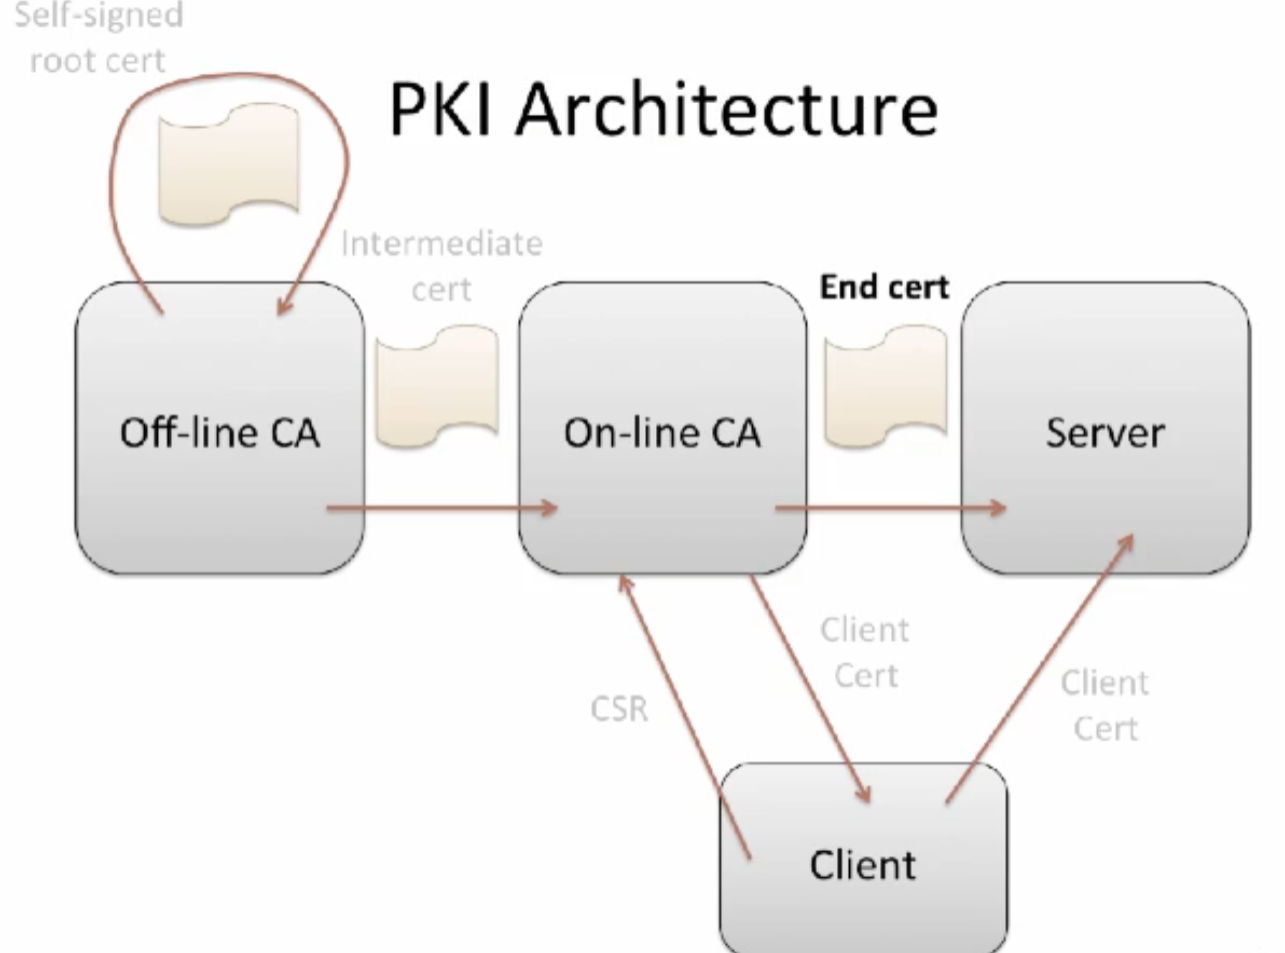 Self-signed
root cert
PKI Architecture
Intermediate
cert
End cert
Off-line CA
On-line CA
Server
Client
Cert
CSR
Client
Cert
Client